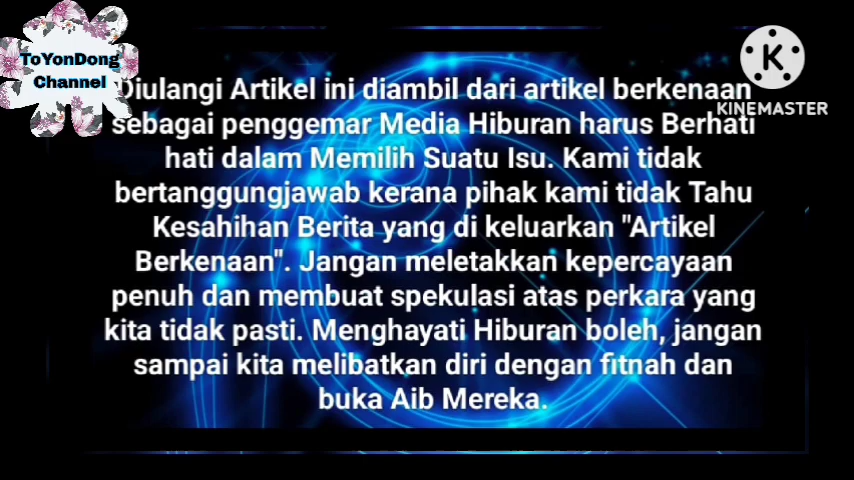 ToYonDong
Channel
KINEMASTER
Diulangi Artikel ini diambil dari artikel berkenaan
sebagai penggemar Media Hiburan harus Berhati
hati dalam Memilih Suatu Isu. Kami tidak
bertanggungjawab kerana pihak kami tidak Tahu
Kesahihan Berita yang di keluarkan "Artikel
Berkenaan". Jangan meletakkan kepercayaan
penuh dan membuat spekulasi atas perkara yang
kita tidak pasti. Menghayati Hiburan boleh, jangan
sampai kita melibatkan diri dengan fitnah dan
buka Aib Mereka.